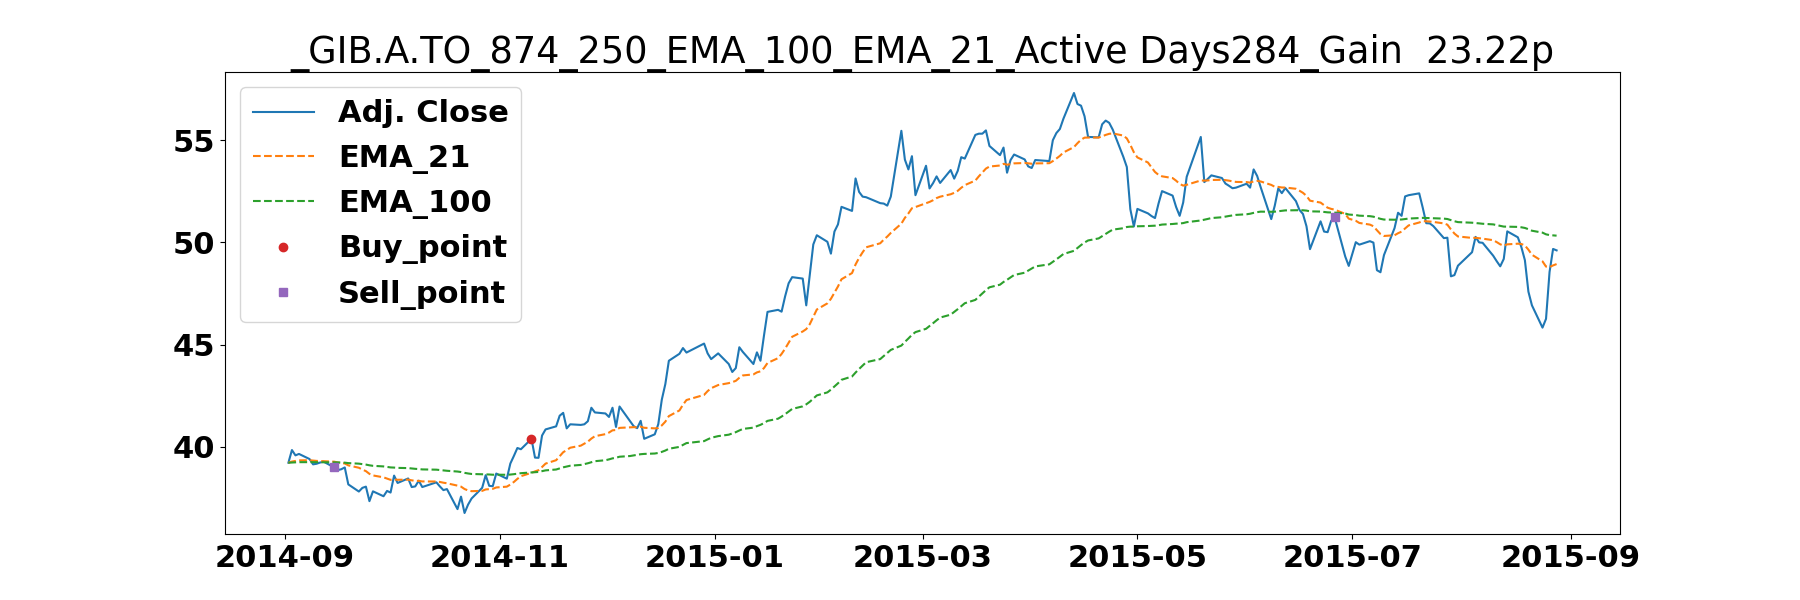 _GIB.A.TO_874_250_EMA_100_EMA_21_Active Days284_Gain  23.22p
Adj. Close
EMA_21
EMA_100
Buy_point
Sell_point
55
50
45
40
2014-09
2014-11
2015-01
2015-03
2015-05
2015-07
2015-09